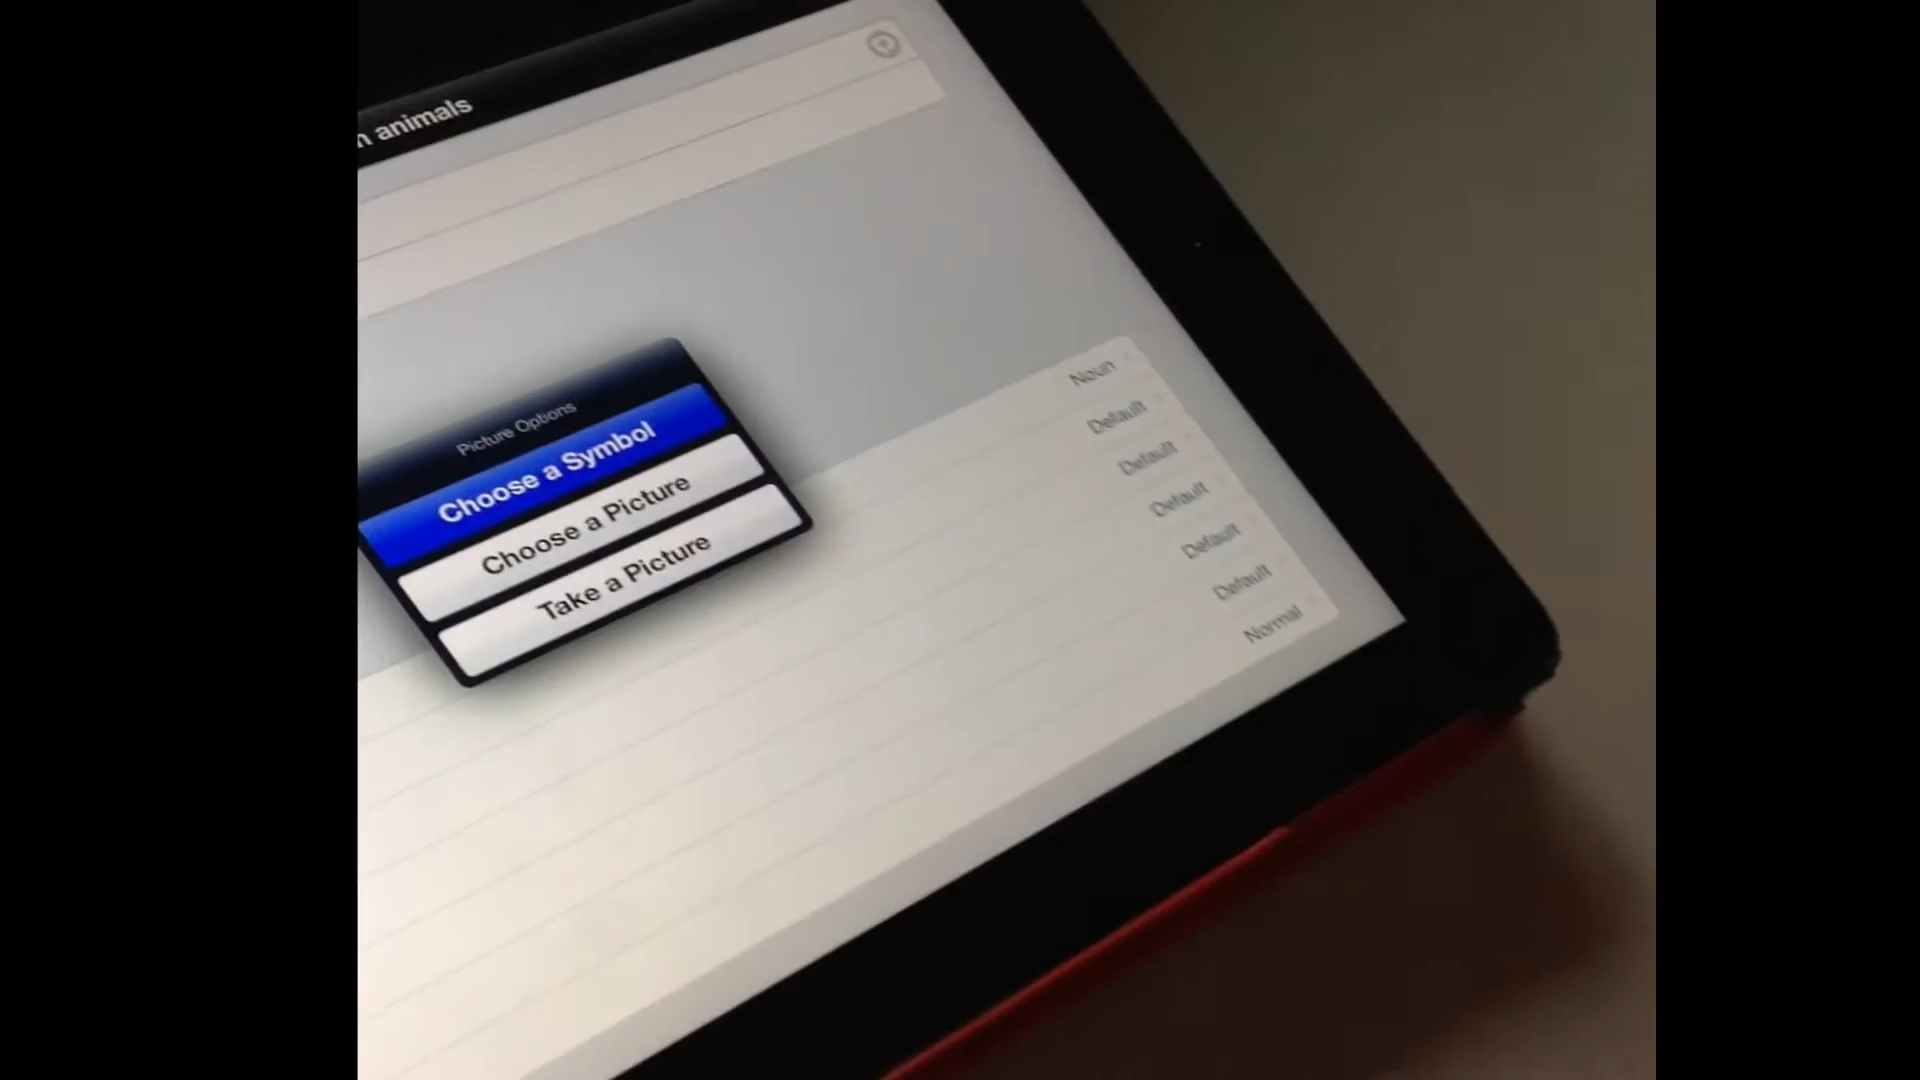 animals
Picture Options
Choose a Symbol
Choose a Picture
Take a Picture
Noun
Default
Default
Default
Default
Default
Normal